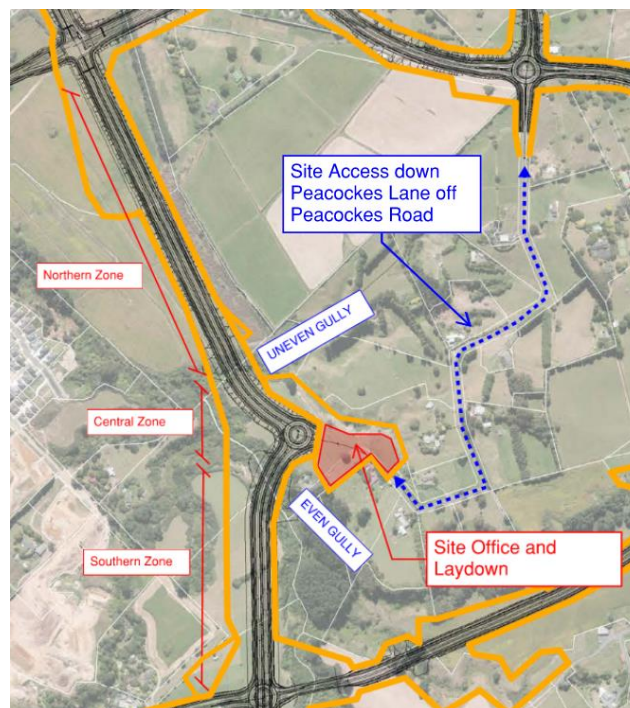 Site Access down
Peacockes Lane off
Peacockes Road
Northern Zone
UNEVEN GULLY
Central Zone
EVEN GULLY
Site Office and
Laydown
Southern Zone